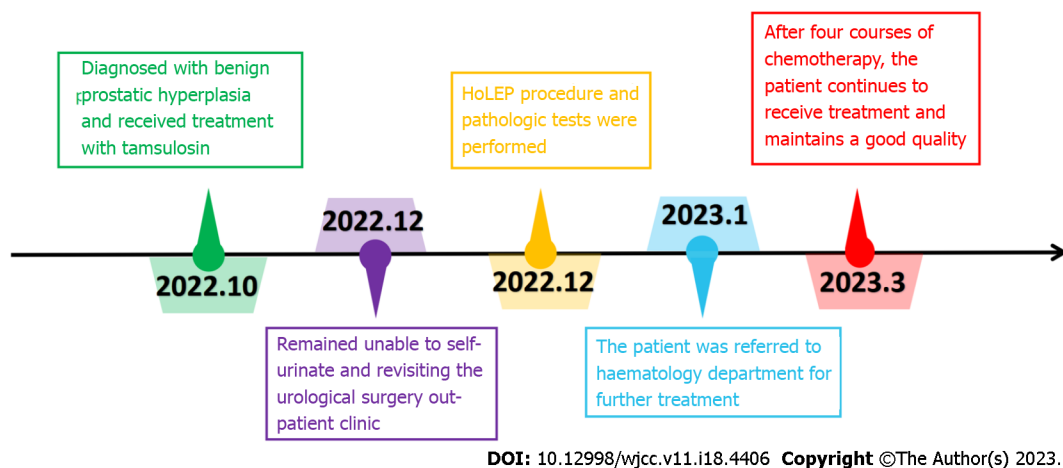 Diagnosed with benign
prostatic hyperplasia
and received treatment
with tamsulosin
HoLEP procedure and
pathologic tests were
performed
After four courses of
chemotherapy, the
patient continues to
receive treatment and
maintains a good quality
2022.10
2022.12
2022.12
2023.1
2023.3
Remained unable to self-
urinate and revisiting the
urological surgery out-
patient clinic
The patient was referred to
haematology department for
further treatment
DOI: 10.12998/wjcc.v11.i18.4406 Copyright ©The Author(s) 2023.